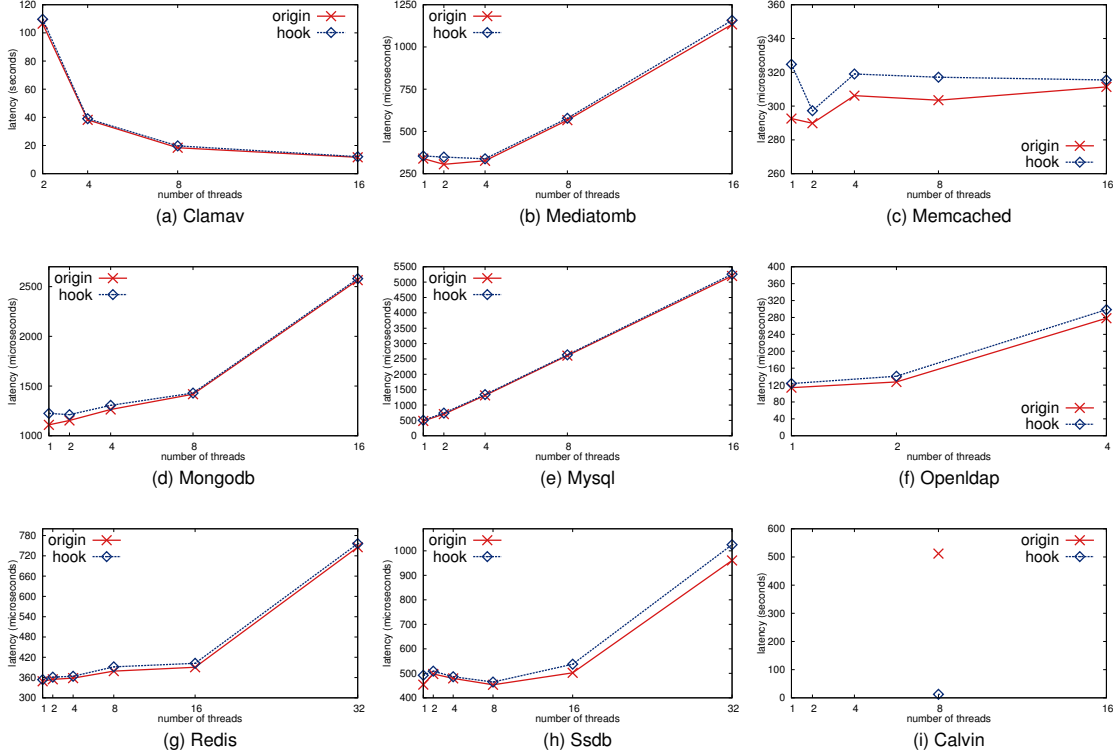 120
100
80
60
40
20
0
latency (seconds)
origin
hook
2
4
8
16
number of threads
(a) Clamav
1250
1000
750
500
250
latency (microseconds)
origin
hook
1
2
4
8
16
number of threads
(b) Mediatomb
360
340
320
300
280
260
latency (microseconds)
origin
hook
1
2
4
8
16
number of threads
(c) Memcached
2500
2000
1500
1000
latency (microseconds)
origin
hook
1
2
4
8
16
number of threads
(d) Mongodb
5500
5000
4500
4000
3500
3000
2500
2000
1500
1000
500
0
latency (microseconds)
origin
hook
1
2
4
8
16
number of threads
(e) Mysql
400
360
320
280
240
200
160
120
80
40
0
latency (microseconds)
origin
hook
1
2
4
number of threads
(f) Openldap
780
720
660
600
540
480
420
360
300
latency (microseconds)
origin
hook
1
2
4
8
16
32
number of threads
(g) Redis
1000
900
800
700
600
500
400
latency (microseconds)
origin
hook
1
2
4
8
16
32
number of threads
(h) Ssdb
600
500
400
300
200
100
0
latency (seconds)
origin
hook
1
2
4
8
16
number of threads
(i) Calvin